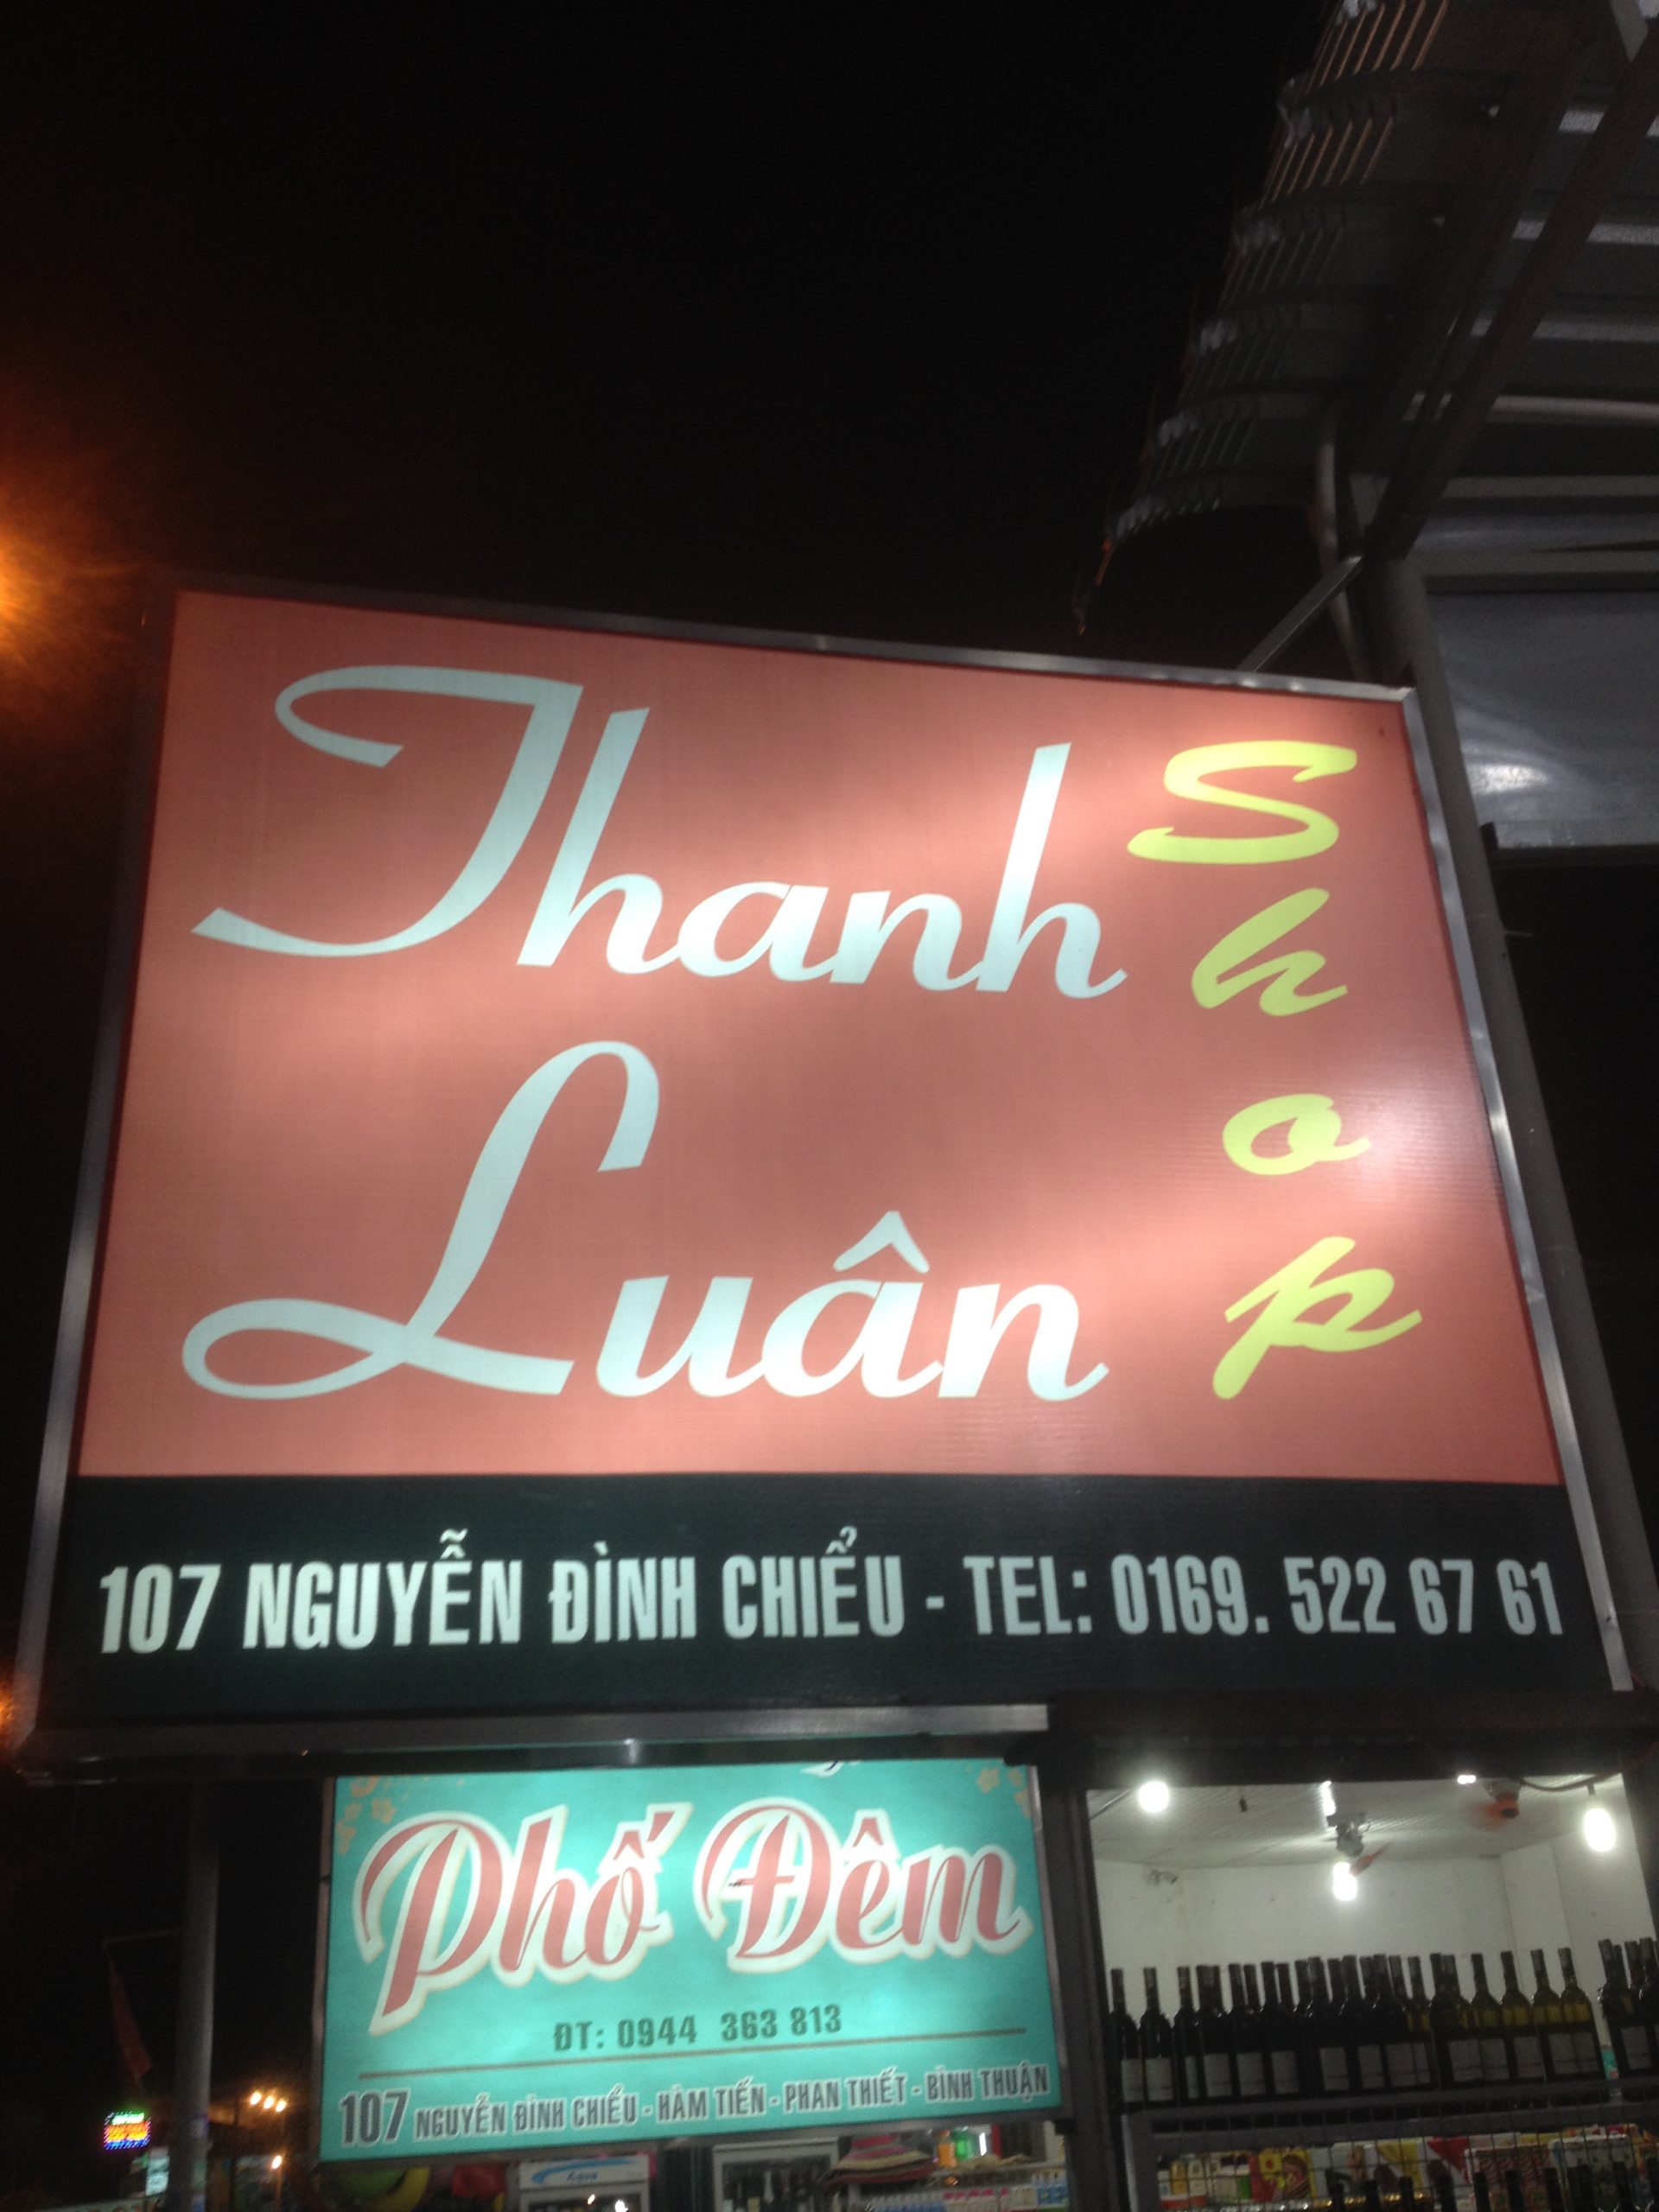 Thanh
Luân
Shop
107 NGUYỄN ĐÌNH CHIỂU - TEL: 0169. 522 67 61
Phố Đêm
ĐT: 0944 363 813
107 NGUYỄN ĐÌNH CHIỂU - HÀM TIẾN - PHAN THIẾT - BÌNH THUẬN
Aqua